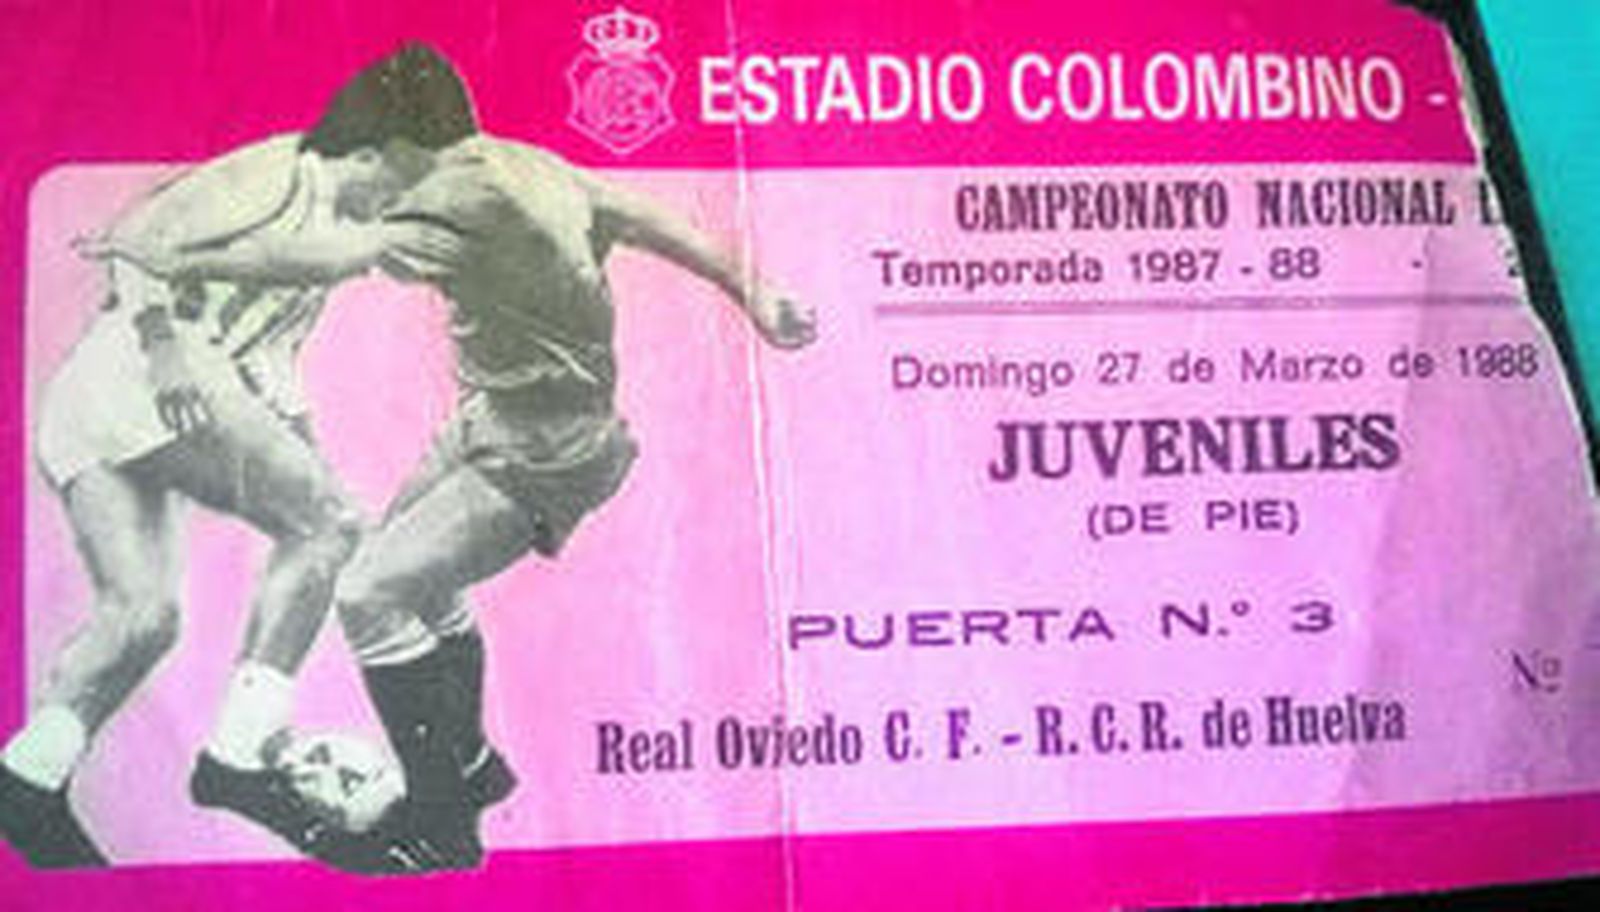 ESTADIO COLOMBINO -
CAMPEONATO NACIONAL
Temporada 1987 - 88 -
Domingo 27 de Marzo de 1988
JUVENILES
(DE PIE)
PUERTA N.º 3
Nº
Real Oviedo C. F. - R. C. R. de Huelva